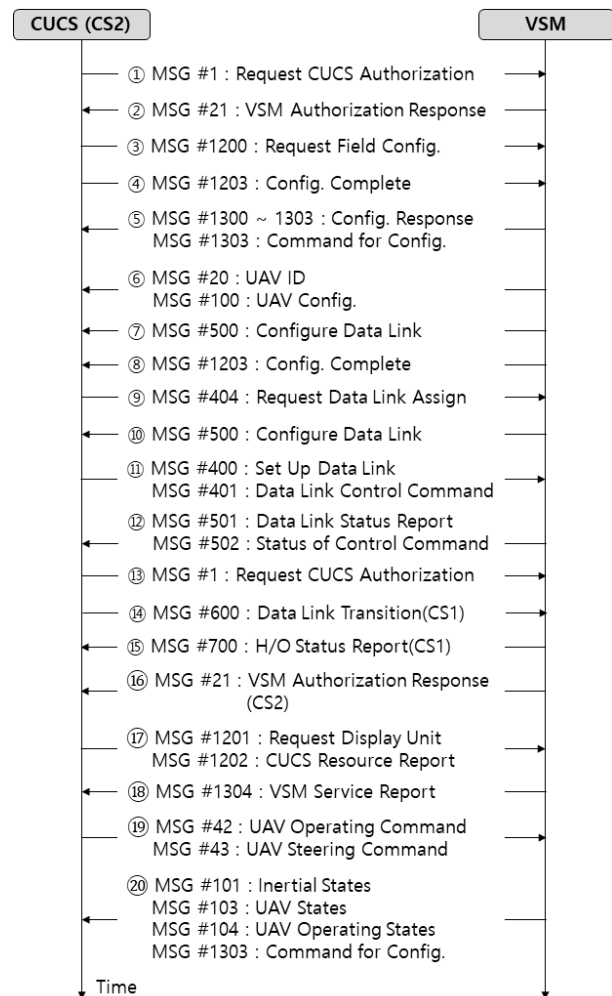 CUCS (CS2)
VSM
① MSG #1 : Request CUCS Authorization
② MSG #21 : VSM Authorization Response
③ MSG #1200 : Request Field Config.
④ MSG #1203 : Config. Complete
⑤ MSG #1300 ~ 1303 : Config. Response
MSG #1303 : Command for Config.
⑥ MSG #20 : UAV ID
MSG #100 : UAV Config.
⑦ MSG #500 : Configure Data Link
⑧ MSG #1203 : Config. Complete
⑨ MSG #404 : Request Data Link Assign
⑩ MSG #500 : Configure Data Link
⑪ MSG #400 : Set Up Data Link
MSG #401 : Data Link Control Command
⑫ MSG #501 : Data Link Status Report
MSG #502 : Status of Control Command
⑬ MSG #1 : Request CUCS Authorization
⑭ MSG #600 : Data Link Transition(CS1)
⑮ MSG #700 : H/O Status Report(CS1)
⑯ MSG #21 : VSM Authorization Response
(CS2)
⑰ MSG #1201 : Request Display Unit
MSG #1202 : CUCS Resource Report
⑱ MSG #1304 : VSM Service Report
⑲ MSG #42 : UAV Operating Command
MSG #43 : UAV Steering Command
⑳ MSG #101 : Inertial States
MSG #103 : UAV States
MSG #104 : UAV Operating States
MSG #1303 : Command for Config.
Time